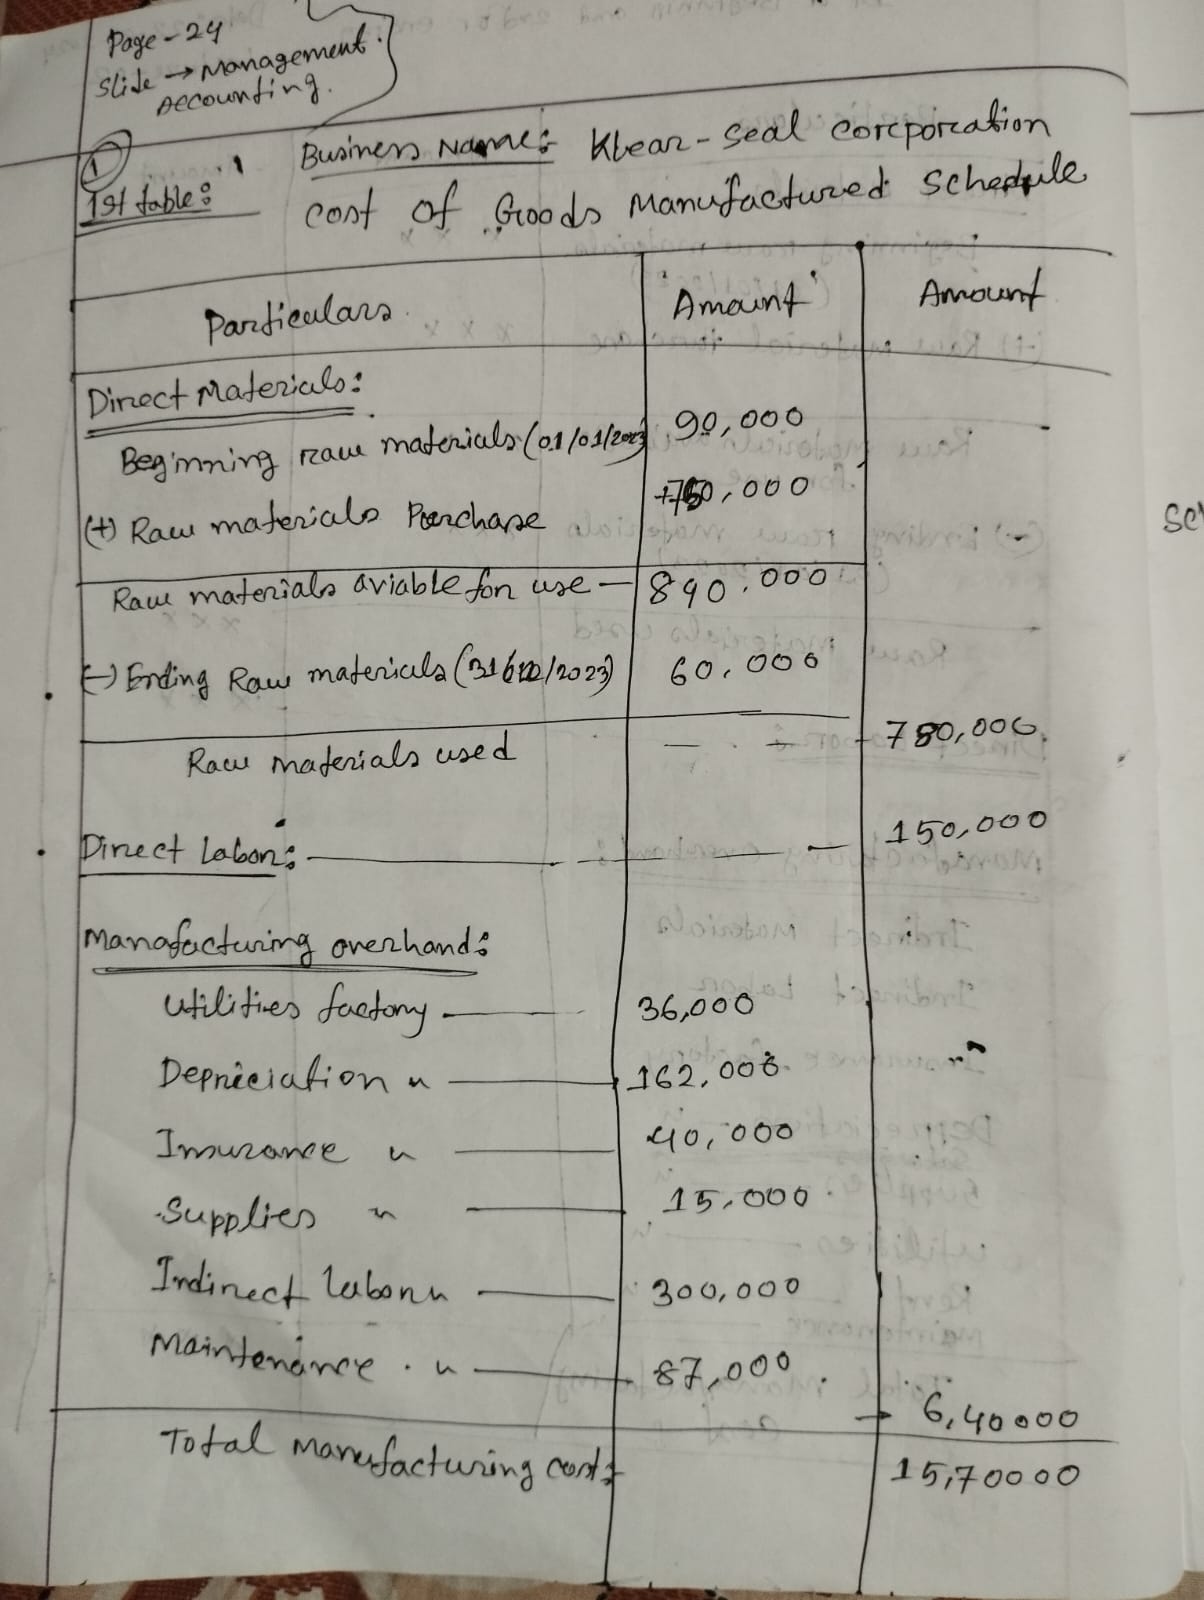 Page - 24
Slide → Management
Accounting.
①
1st table:
Business Name: Klear-Seal Corporation
Cost of Goods Manufactured Schedule
Particulars Amount Amount
Direct Materials:
Beginning raw materials (01/01/2023) 90,000
(+) Raw materials Purchase 750,000
Raw materials aviable for use — 890.000
(-) Ending Raw materials (31/12/2023) 60,000
Raw materials used 780,000
Direct Labor: 150,000
Manafacturing overhand:
Utilities factory 36,000
Depreciation " 162,000
Insurance " 40,000
Supplies " 15,000
Indirect labor " 300,000
Maintenance " 87,000
6,40000
Total manufacturing cost: 15,70000